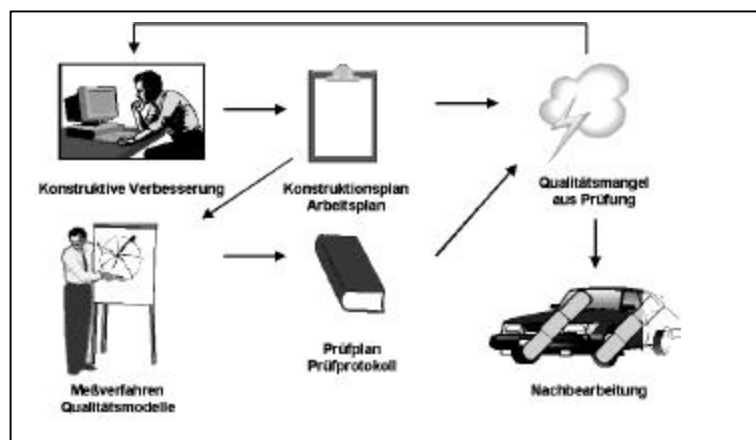 Konstruktive Verbesserung
Konstruktionsplan
Arbeitsplan
Qualitätsmangel
aus Prüfung
Meßverfahren
Qualitätsmodelle
Prüfplan
Prüfprotokoll
Nachbearbeitung